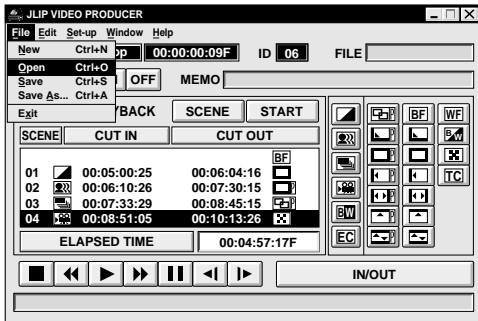 JLIP VIDEO PRODUCER
File Edit Set-up Window Help
New Ctrl+N
Open Ctrl+O
Save Ctrl+S
Save As... Ctrl+A
Exit
00:00:00:09F ID 06 FILE
OFF MEMO
BACK SCENE START
SCENE CUT IN CUT OUT
BF
01 00:05:00:25 00:06:04:16
02 00:06:10:26 00:07:30:15 P
03 00:07:33:29 00:08:45:15 P
04 00:08:51:05 00:10:13:26
ELAPSED TIME 00:04:57:17F
IN/OUT
P BF WF
P B/W
P
P TC
P
BW P
EC P